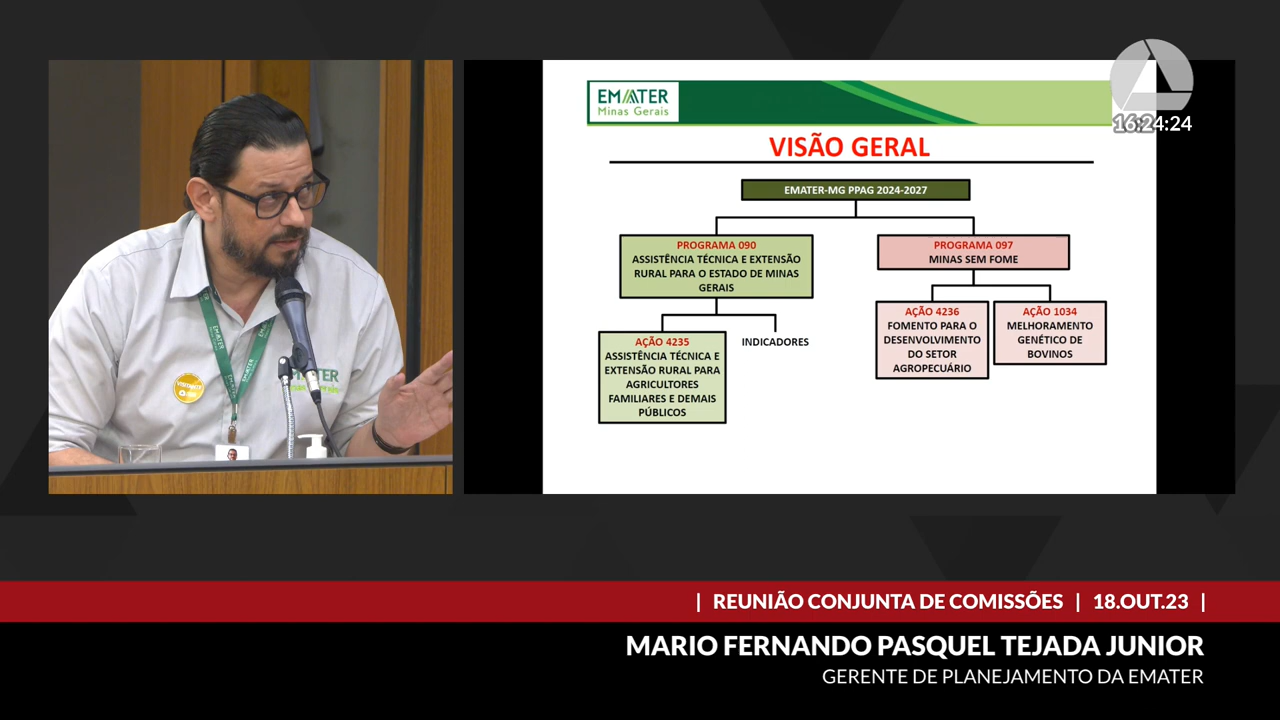 EMATER
Minas Gerais
16:24:24
VISÃO GERAL
EMATER-MG PPAG 2024-2027
PROGRAMA 090
ASSISTÊNCIA TÉCNICA E EXTENSÃO
RURAL PARA O ESTADO DE MINAS
GERAIS
PROGRAMA 097
MINAS SEM FOME
AÇÃO 4235
ASSISTÊNCIA TÉCNICA E
EXTENSÃO RURAL PARA
AGRICULTORES
FAMILIARES E DEMAIS
PÚBLICOS
INDICADORES
AÇÃO 4236
FOMENTO PARA O
DESENVOLVIMENTO
DO SETOR
AGROPECUÁRIO
AÇÃO 1034
MELHORAMENTO
GENÉTICO DE
BOVINOS
EMATER
VISITANTE
| REUNIÃO CONJUNTA DE COMISSÕES | 18.OUT.23 |
MARIO FERNANDO PASQUEL TEJADA JUNIOR
GERENTE DE PLANEJAMENTO DA EMATER